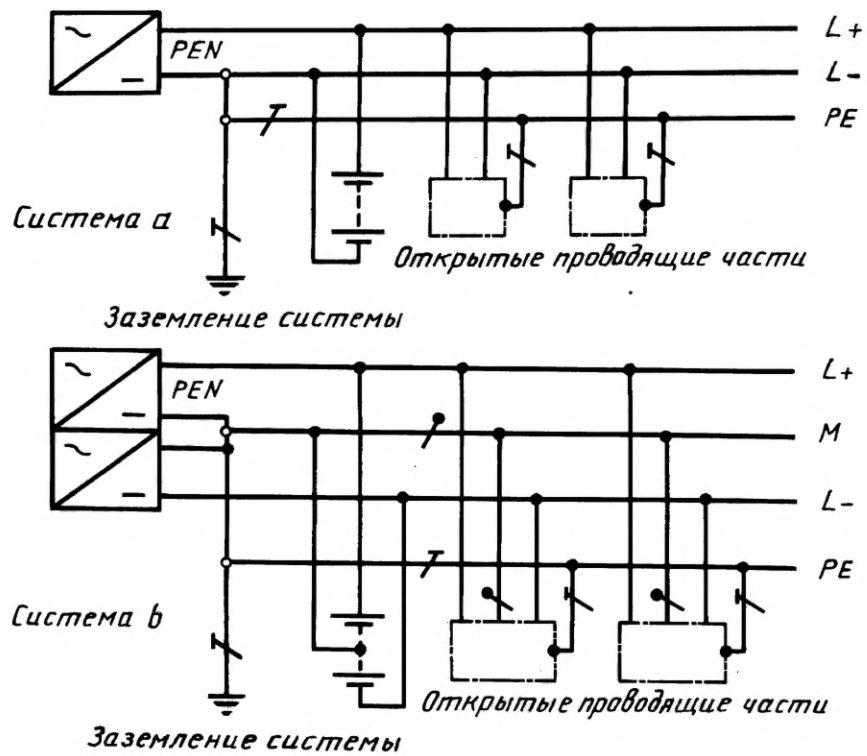 L+
PEN
L-
PE
Система a
Открытые проводящие части
Заземление системы
L+
PEN
M
L-
PE
Система b
Открытые проводящие части
Заземление системы